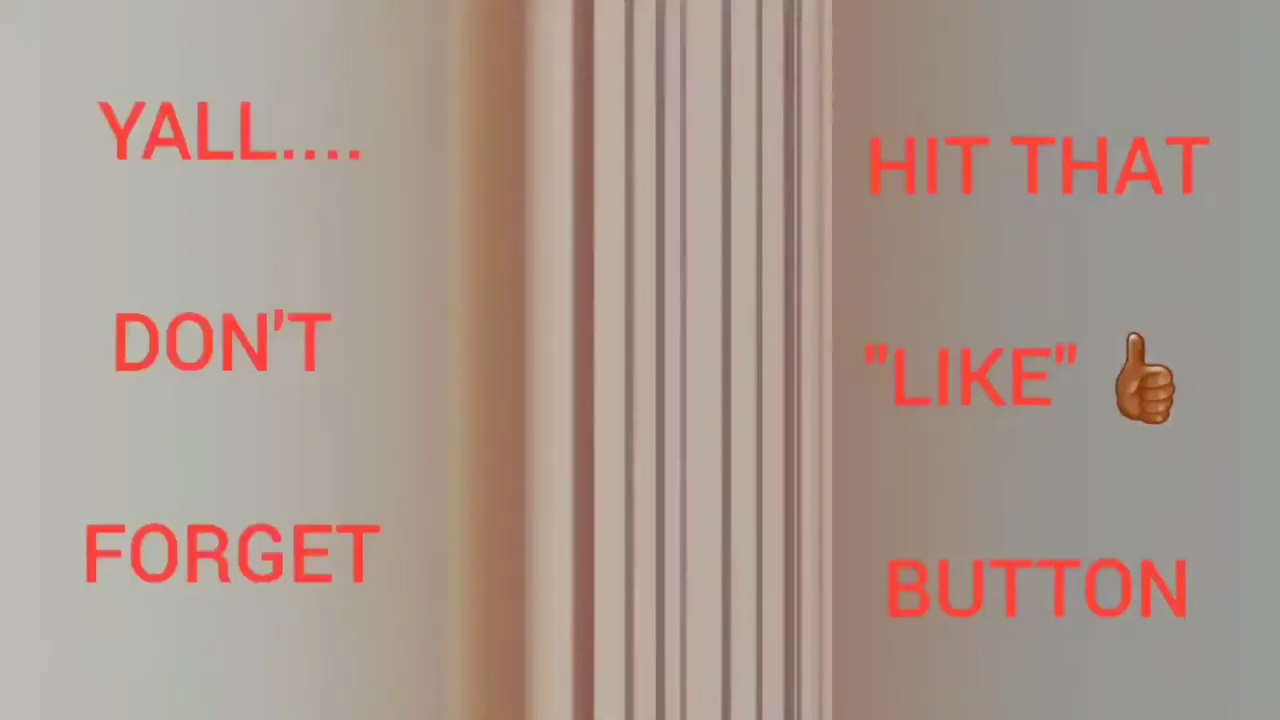 YALL....
DON'T
FORGET
HIT THAT
"LIKE" 👍🏾
BUTTON